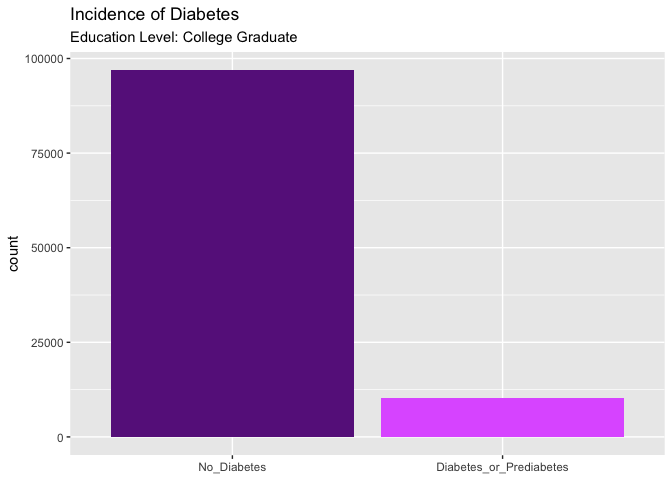 Incidence of Diabetes
Education Level: College Graduate
100000
75000
50000
25000
0
count
No_Diabetes
Diabetes_or_Prediabetes